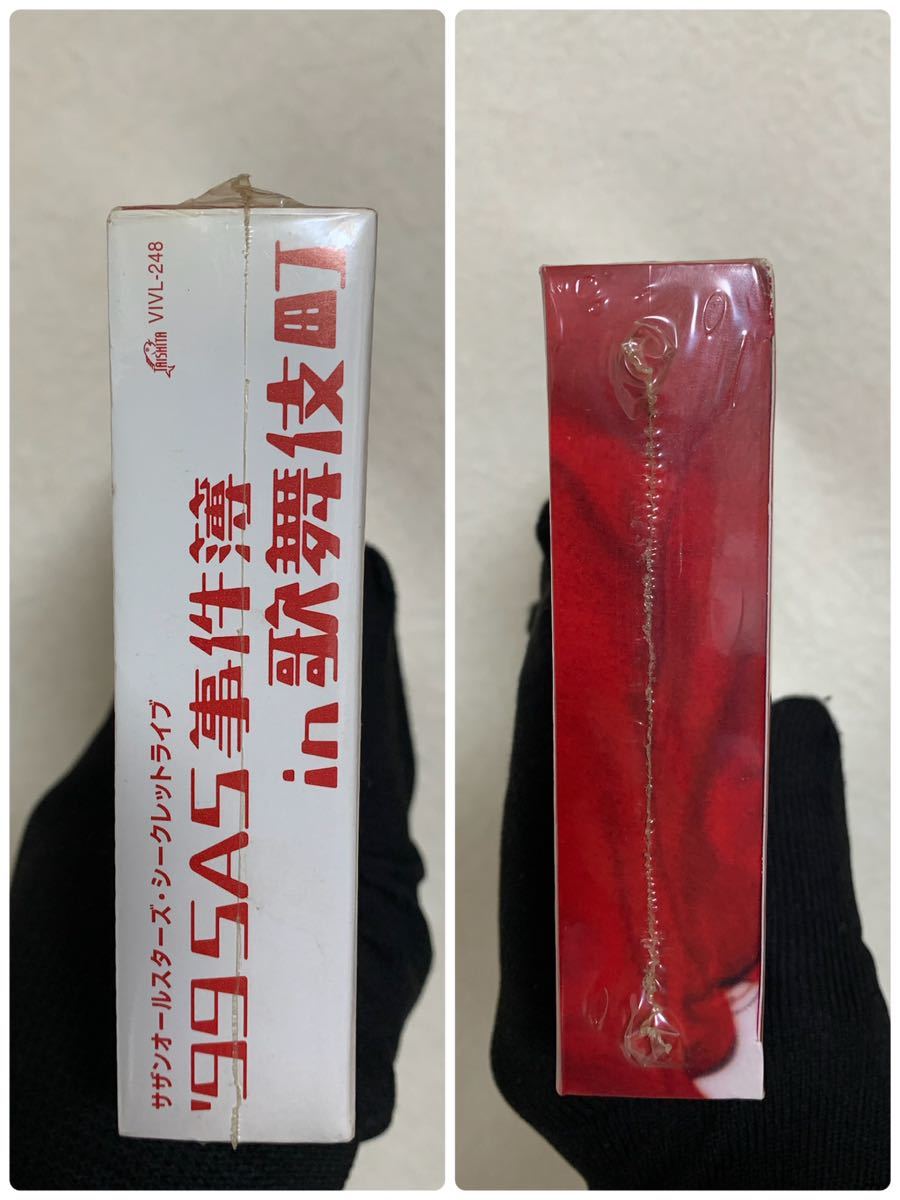 サザンオールスターズ・シークレットライブ
'99 SAS事件簿
in 歌舞伎町
TAISHITA VIVL-248